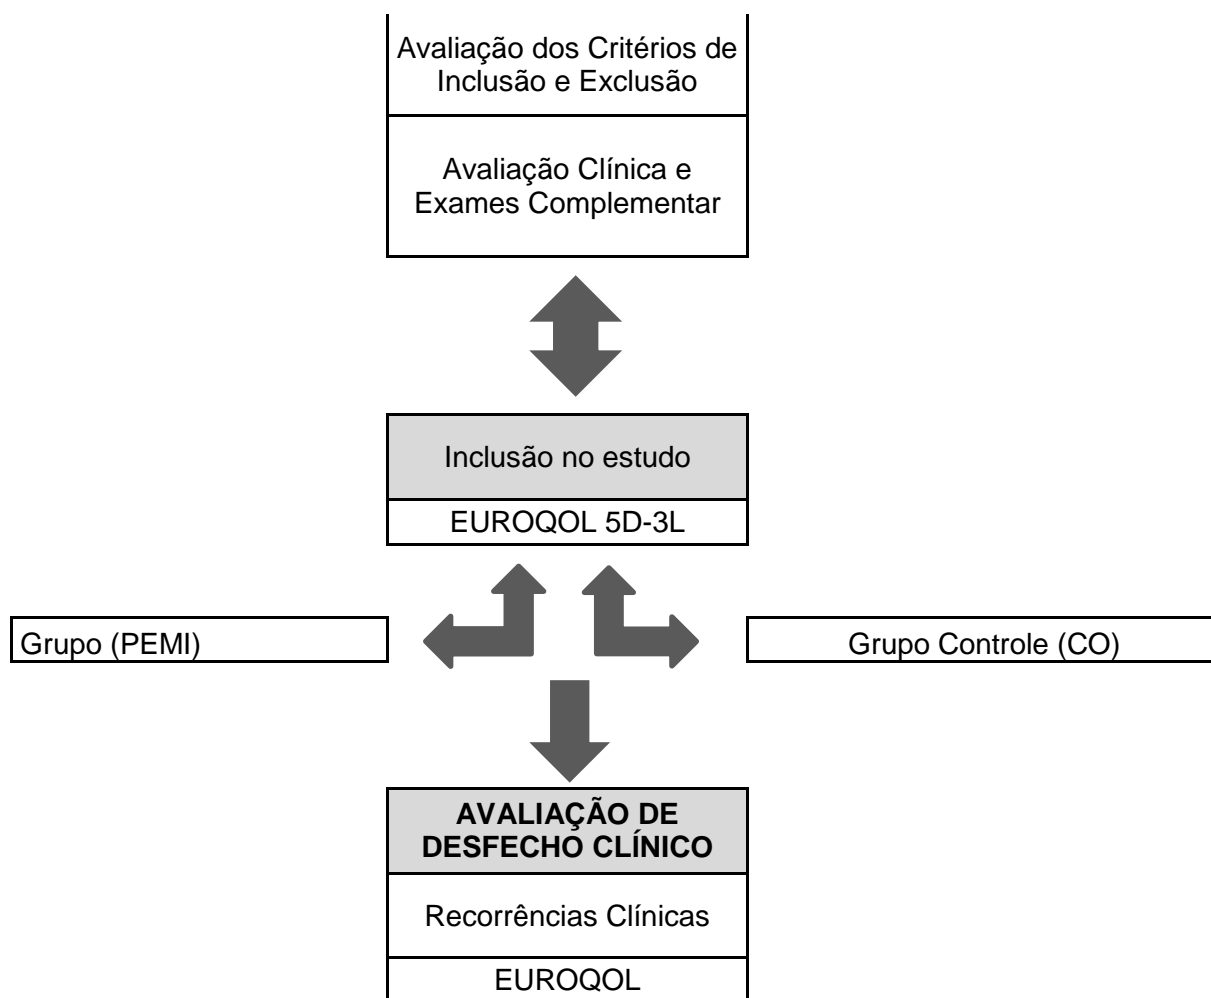 Avaliação dos Critérios de
Inclusão e Exclusão
Avaliação Clínica e
Exames Complementar
Inclusão no estudo
EUROQOL 5D-3L
Grupo (PEMI)
Grupo Controle (CO)
AVALIAÇÃO DE
DESFECHO CLÍNICO
Recorrências Clínicas
EUROQOL